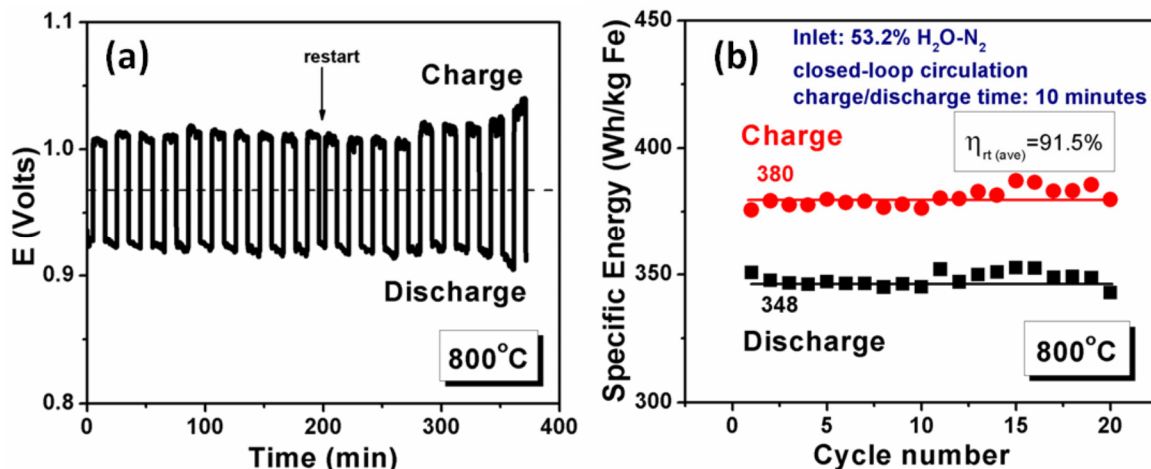 (a)
restart
Charge
Discharge
800°C
E (Volts)
1.1
1.0
0.9
0.8
0
100
200
300
400
Time (min)
(b)
Inlet: 53.2% H₂O-N₂
closed-loop circulation
charge/discharge time: 10 minutes
Charge
η rt (ave)=91.5%
380
348
Discharge
800°C
Specific Energy (Wh/kg Fe)
450
400
350
300
0
5
10
15
20
Cycle number